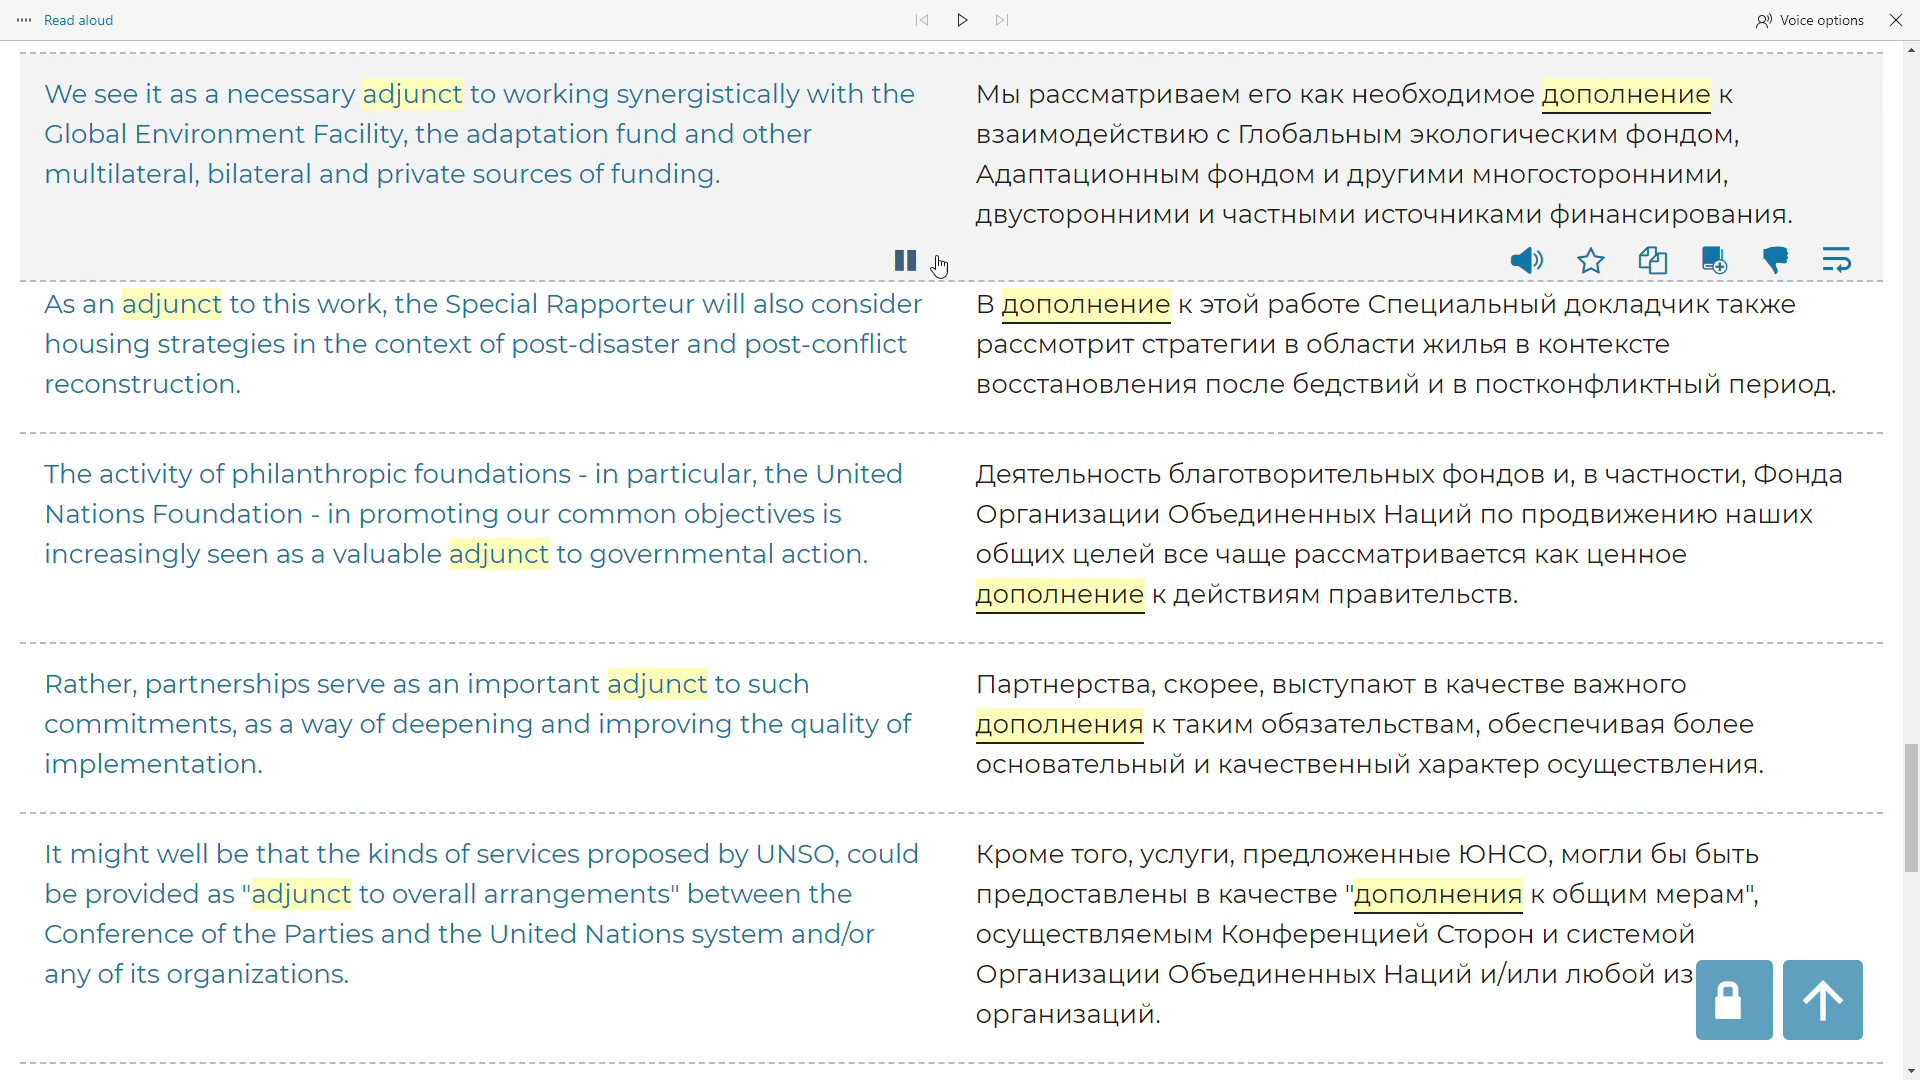 Read aloud
Voice options
We see it as a necessary adjunct to working synergistically with the
Global Environment Facility, the adaptation fund and other
multilateral, bilateral and private sources of funding.
Мы рассматриваем его как необходимое дополнение к
взаимодействию с Глобальным экологическим фондом,
Адаптационным фондом и другими многосторонними,
двусторонними и частными источниками финансирования.
As an adjunct to this work, the Special Rapporteur will also consider
housing strategies in the context of post-disaster and post-conflict
reconstruction.
В дополнение к этой работе Специальный докладчик также
рассмотрит стратегии в области жилья в контексте
восстановления после бедствий и в постконфликтный период.
The activity of philanthropic foundations - in particular, the United
Nations Foundation - in promoting our common objectives is
increasingly seen as a valuable adjunct to governmental action.
Деятельность благотворительных фондов и, в частности, Фонда
Организации Объединенных Наций по продвижению наших
общих целей все чаще рассматривается как ценное
дополнение к действиям правительств.
Rather, partnerships serve as an important adjunct to such
commitments, as a way of deepening and improving the quality of
implementation.
Партнерства, скорее, выступают в качестве важного
дополнения к таким обязательствам, обеспечивая более
основательный и качественный характер осуществления.
It might well be that the kinds of services proposed by UNSO, could
be provided as "adjunct to overall arrangements" between the
Conference of the Parties and the United Nations system and/or
any of its organizations.
Кроме того, услуги, предложенные ЮНСО, могли бы быть
предоставлены в качестве "дополнения к общим мерам",
осуществляемым Конференцией Сторон и системой
Организации Объединенных Наций и/или любой из
организаций.